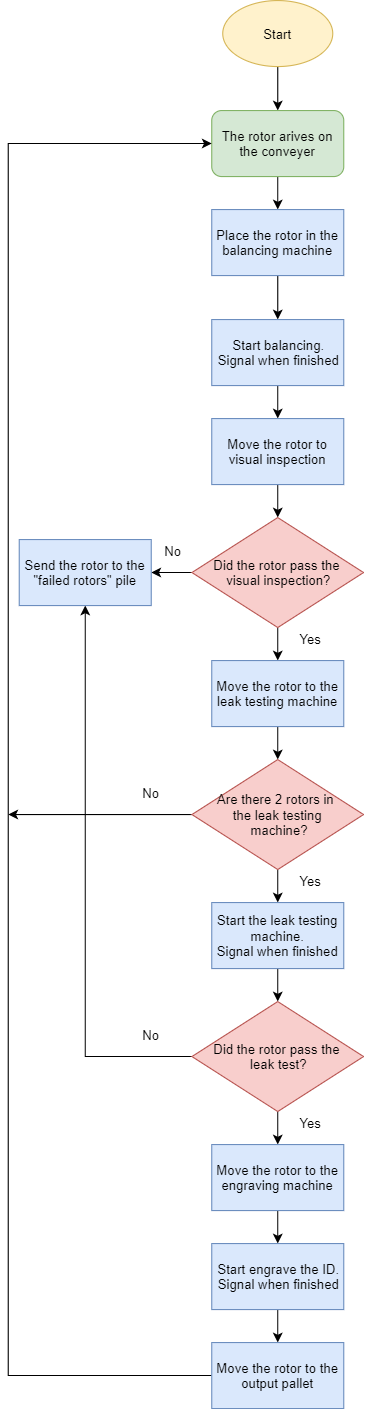 Start
The rotor arives on
the conveyer
Place the rotor in the
balancing machine
Start balancing.
Signal when finished
Move the rotor to
visual inspection
Did the rotor pass the
visual inspection?
No
Send the rotor to the
"failed rotors" pile
Yes
Move the rotor to the
leak testing machine
Are there 2 rotors in
the leak testing
machine?
No
Yes
Start the leak testing
machine.
Signal when finished
Did the rotor pass the
leak test?
No
Yes
Move the rotor to the
engraving machine
Start engrave the ID.
Signal when finished
Move the rotor to the
output pallet